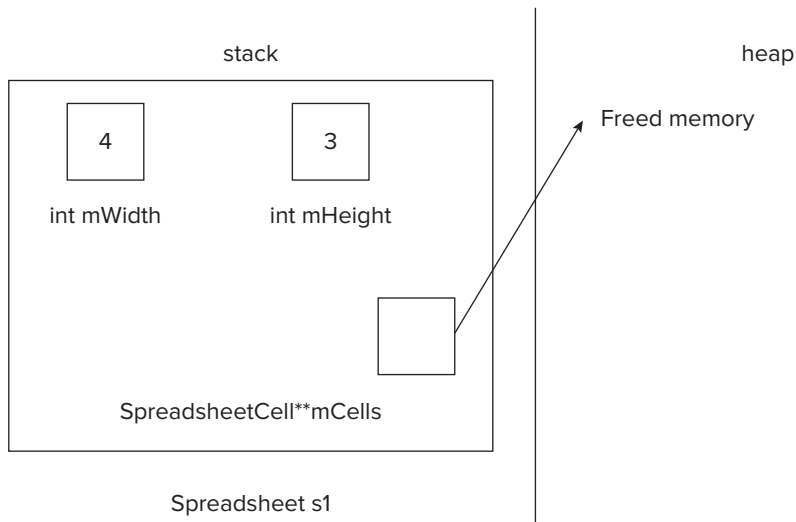 stack
heap
4
3
Freed memory
int mWidth
int mHeight
SpreadsheetCell**mCells
Spreadsheet s1